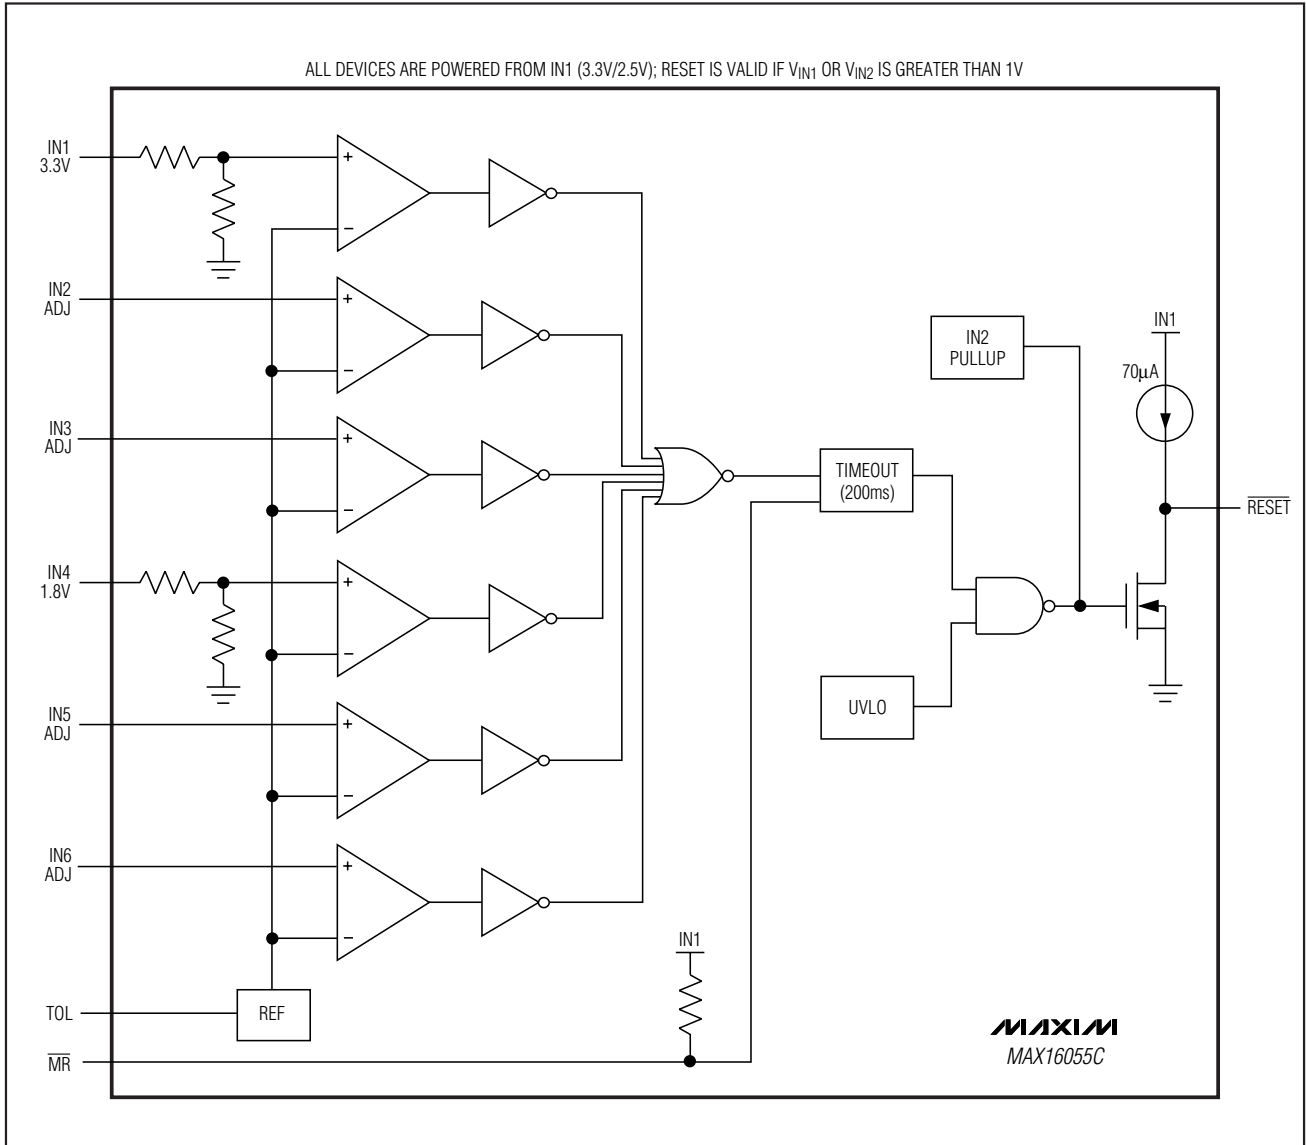 ALL DEVICES ARE POWERED FROM IN1 (3.3V/2.5V); RESET IS VALID IF VIN1 OR VIN2 IS GREATER THAN 1V
IN1
3.3V
+
−
IN2
ADJ
+
−
IN3
ADJ
+
−
IN4
1.8V
+
−
IN5
ADJ
+
−
IN6
ADJ
+
−
TOL
REF
MR
IN1
TIMEOUT
(200ms)
UVLO
IN2
PULLUP
IN1
70µA
RESET
MAXIM
MAX16055C